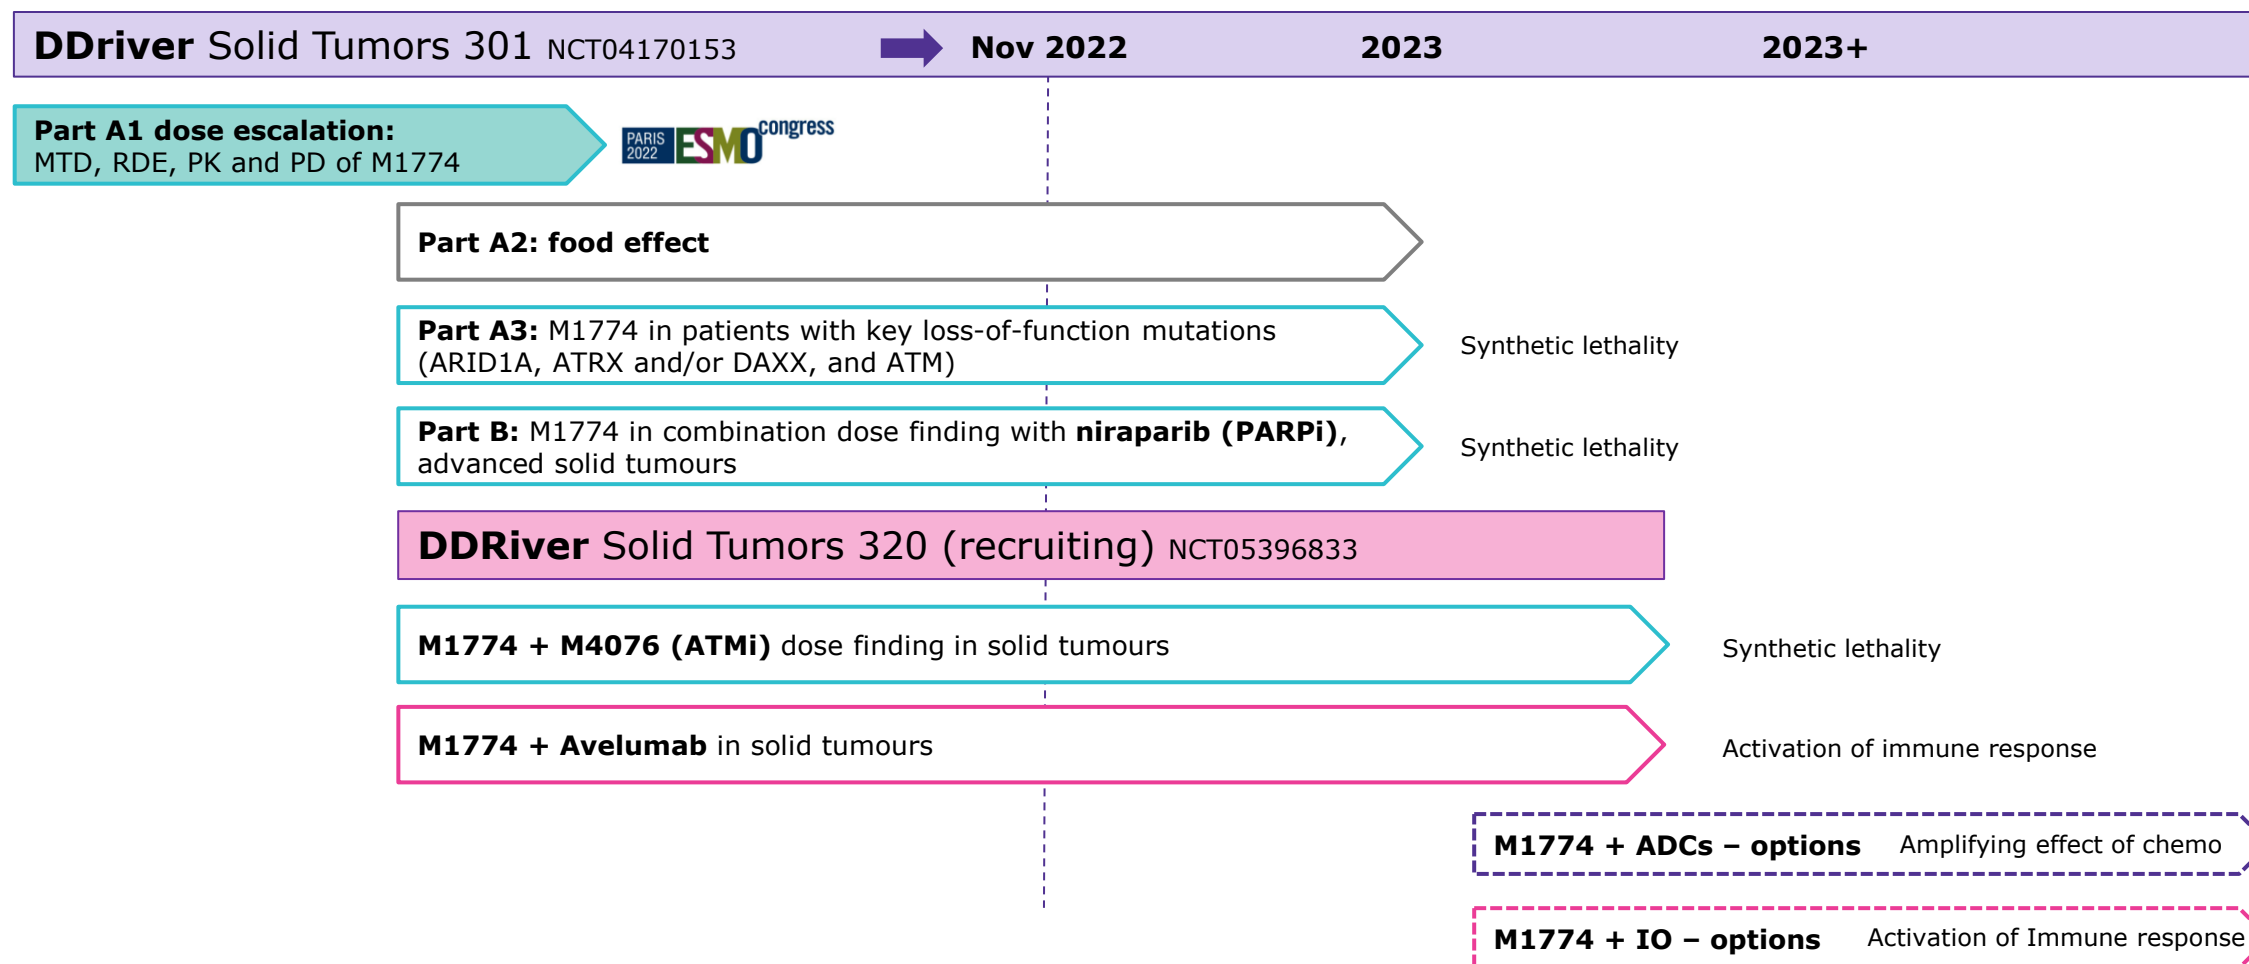 DDriver Solid Tumors 301 NCT04170153 Nov 2022 2023 2023+
Part A1 dose escalation:
MTD, RDE, PK and PD of M1774
PARIS
2022 ESMO congress
Part A2: food effect
Part A3: M1774 in patients with key loss-of-function mutations
(ARID1A, ATRX and/or DAXX, and ATM)
Synthetic lethality
Part B: M1774 in combination dose finding with niraparib (PARPi),
advanced solid tumours
Synthetic lethality
DDRiver Solid Tumors 320 (recruiting) NCT05396833
M1774 + M4076 (ATMi) dose finding in solid tumours
Synthetic lethality
M1774 + Avelumab in solid tumours
Activation of immune response
M1774 + ADCs – options Amplifying effect of chemo
M1774 + IO – options Activation of Immune response